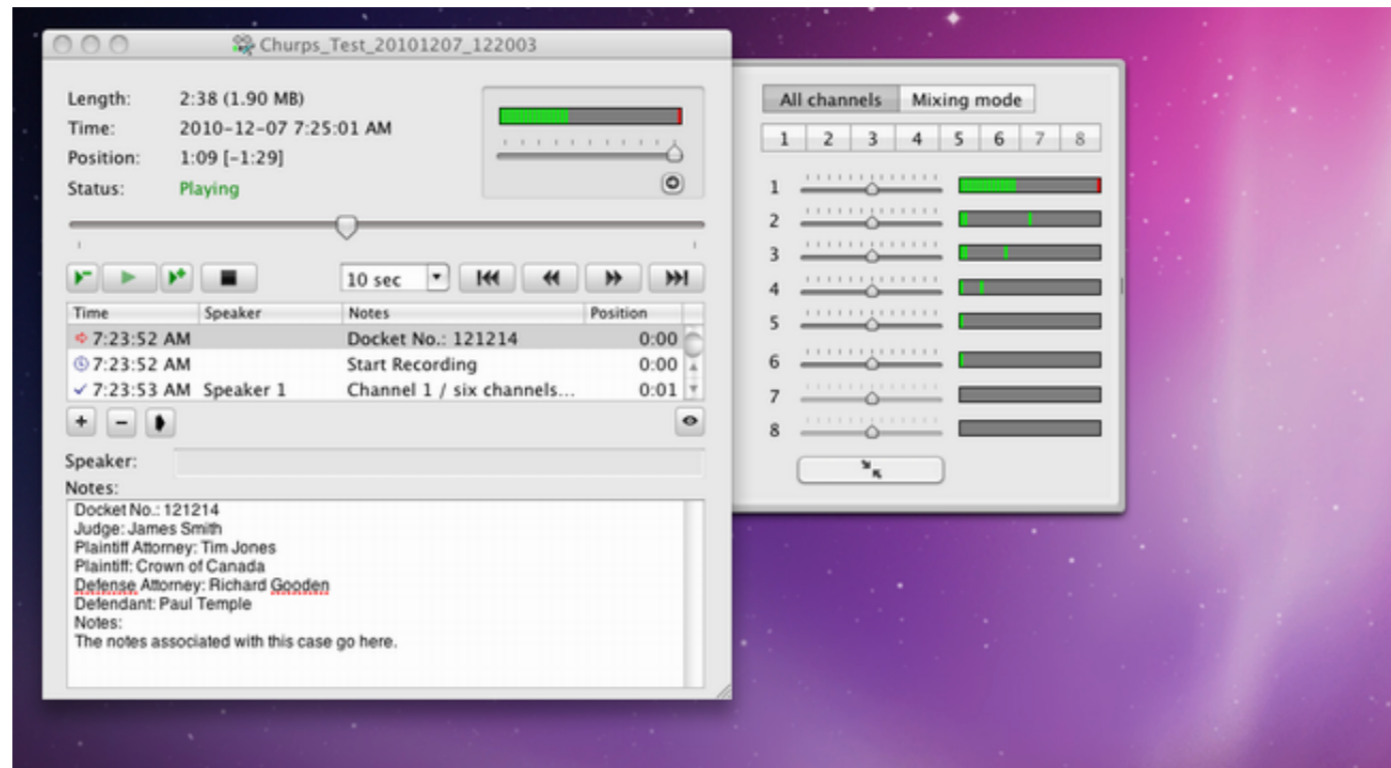 Churps_Test_20101207_122003
Length: 2:38 (1.90 MB)
Time: 2010-12-07 7:25:01 AM
Position: 1:09 [-1:29]
Status: Playing
10 sec
Time Speaker Notes Position
7:23:52 AM Docket No.: 121214 0:00
7:23:52 AM Start Recording 0:00
7:23:53 AM Speaker 1 Channel 1 / six channels... 0:01
Speaker:
Notes:
Docket No.: 121214
Judge: James Smith
Plaintiff Attorney: Tim Jones
Plaintiff: Crown of Canada
Defense Attorney: Richard Gooden
Defendant: Paul Temple
Notes:
The notes associated with this case go here.
All channels Mixing mode
1 2 3 4 5 6 7 8
1
2
3
4
5
6
7
8